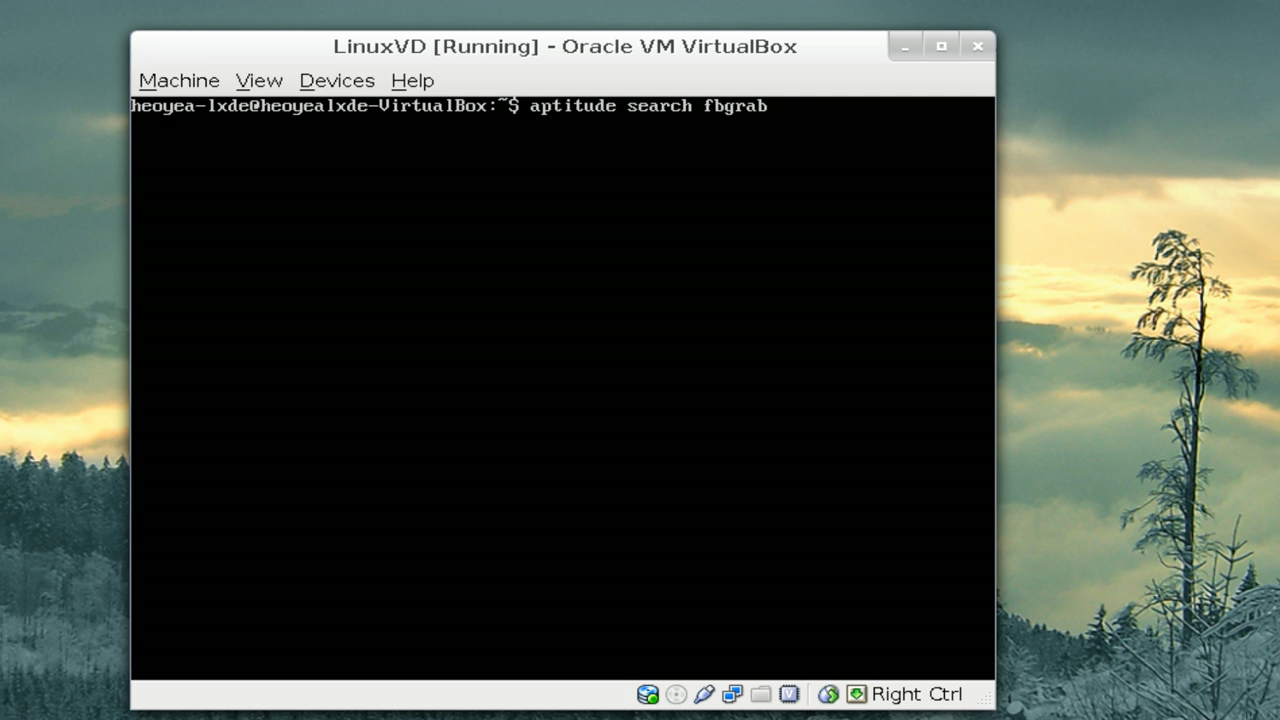 LinuxVD [Running] - Oracle VM VirtualBox
Machine View Devices Help
heoyea-lxde@heoyealxde-VirtualBox:~$ aptitude search fbgrab
Right Ctrl